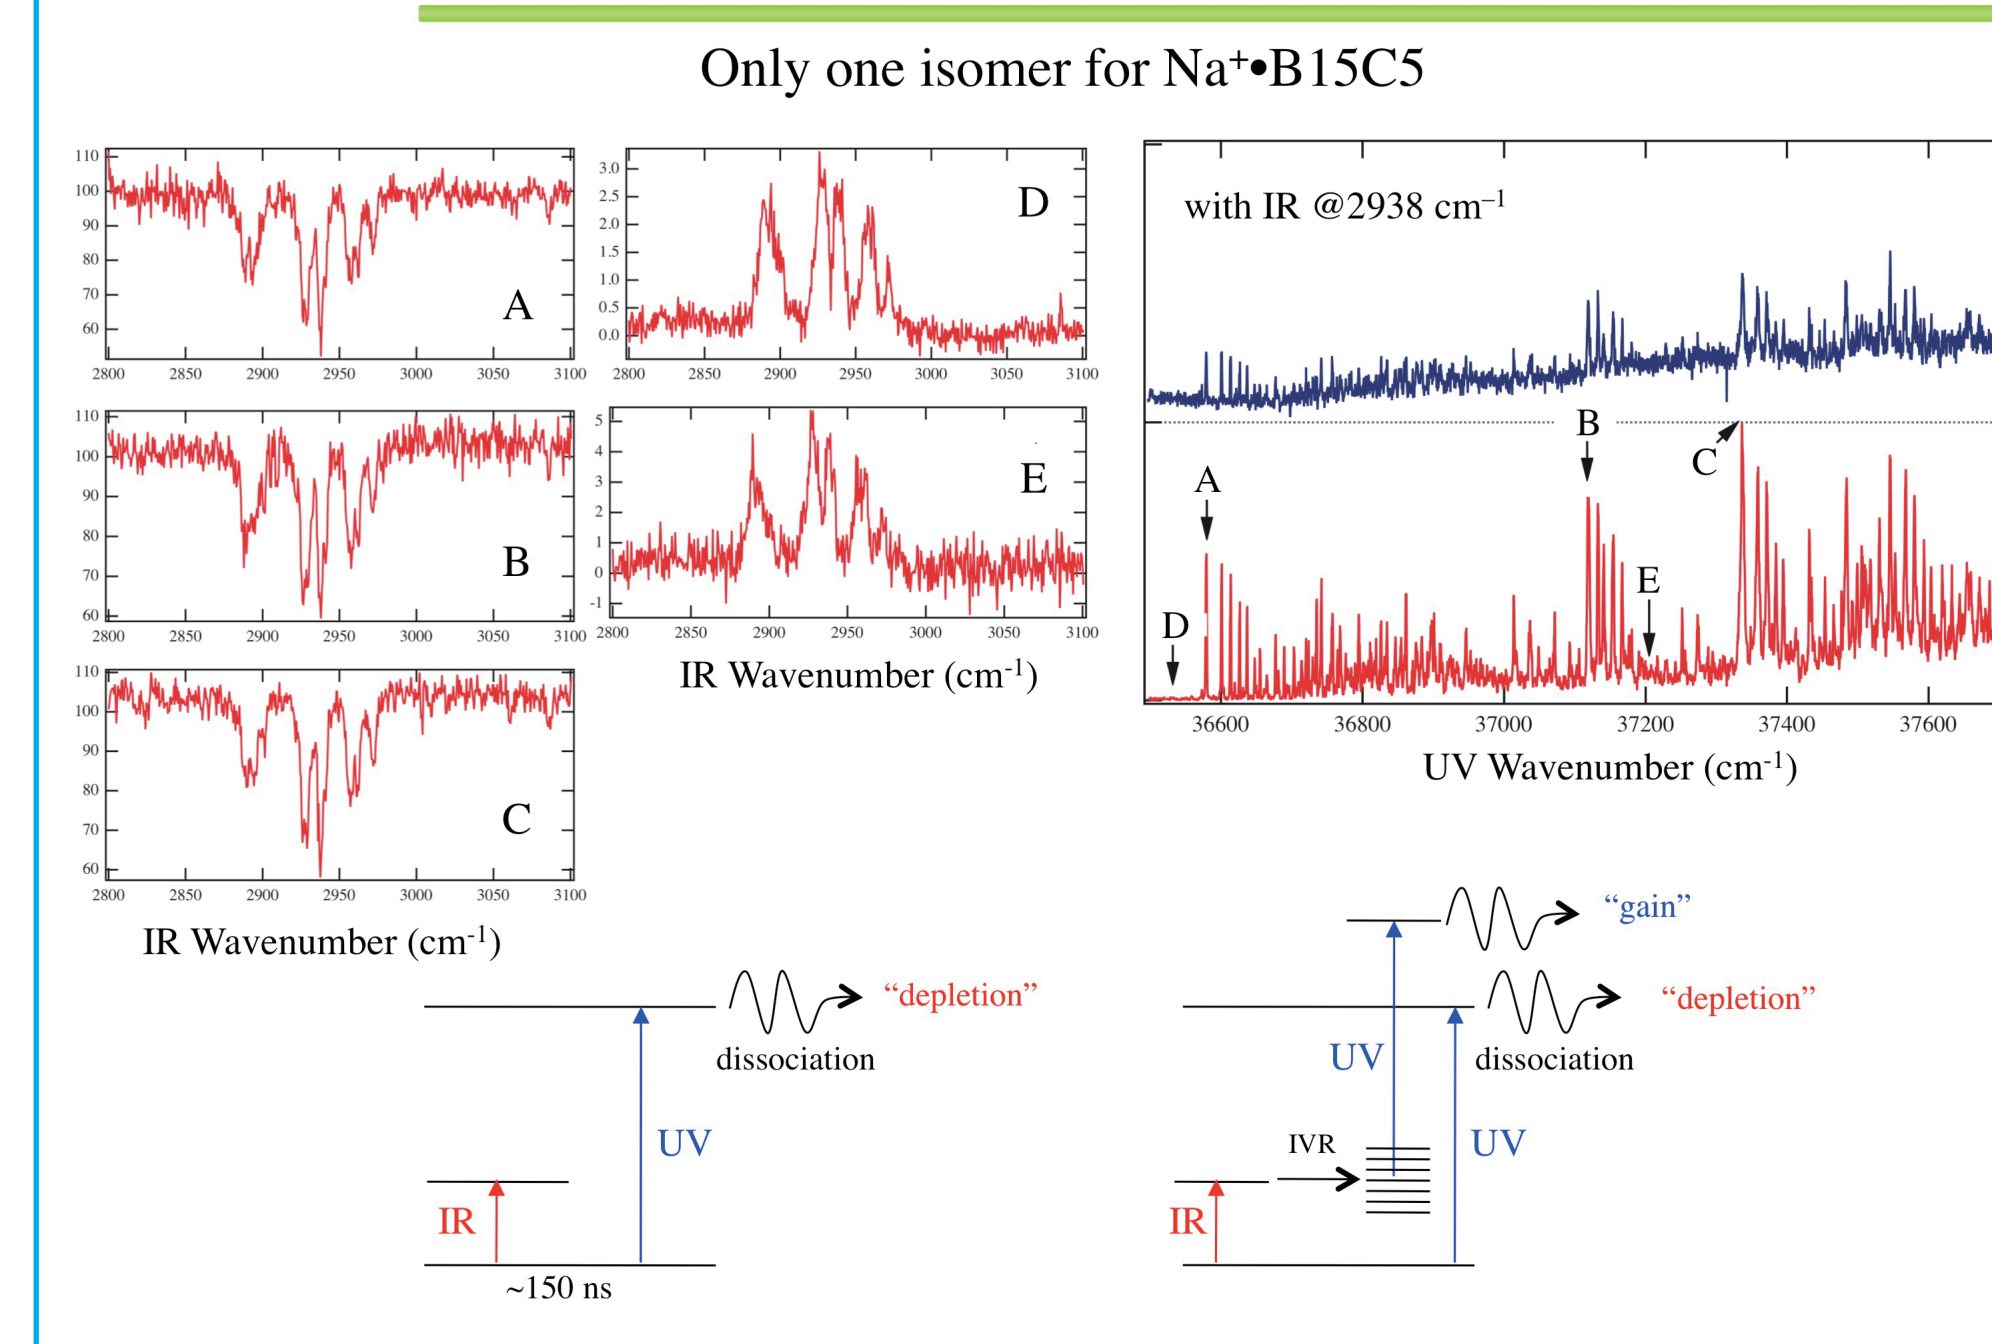 Only one isomer for Na⁺•B15C5
110
100
90
80
70
60
A
2800 2850 2900 2950 3000 3050 3100
3.0
2.5
2.0
1.5
1.0
0.5
0.0
D
2800 2850 2900 2950 3000 3050 3100
110
100
90
80
70
60
B
2800 2850 2900 2950 3000 3050 3100
5
4
3
2
1
0
-1
E
2800 2850 2900 2950 3000 3050 3100
IR Wavenumber (cm⁻¹)
110
100
90
80
70
60
C
2800 2850 2900 2950 3000 3050 3100
IR Wavenumber (cm⁻¹)
with IR @2938 cm⁻¹
B
C
A
E
D
36600 36800 37000 37200 37400 37600
UV Wavenumber (cm⁻¹)
“depletion”
dissociation
UV
IR
~150 ns
“gain”
“depletion”
UV
dissociation
IVR
UV
IR